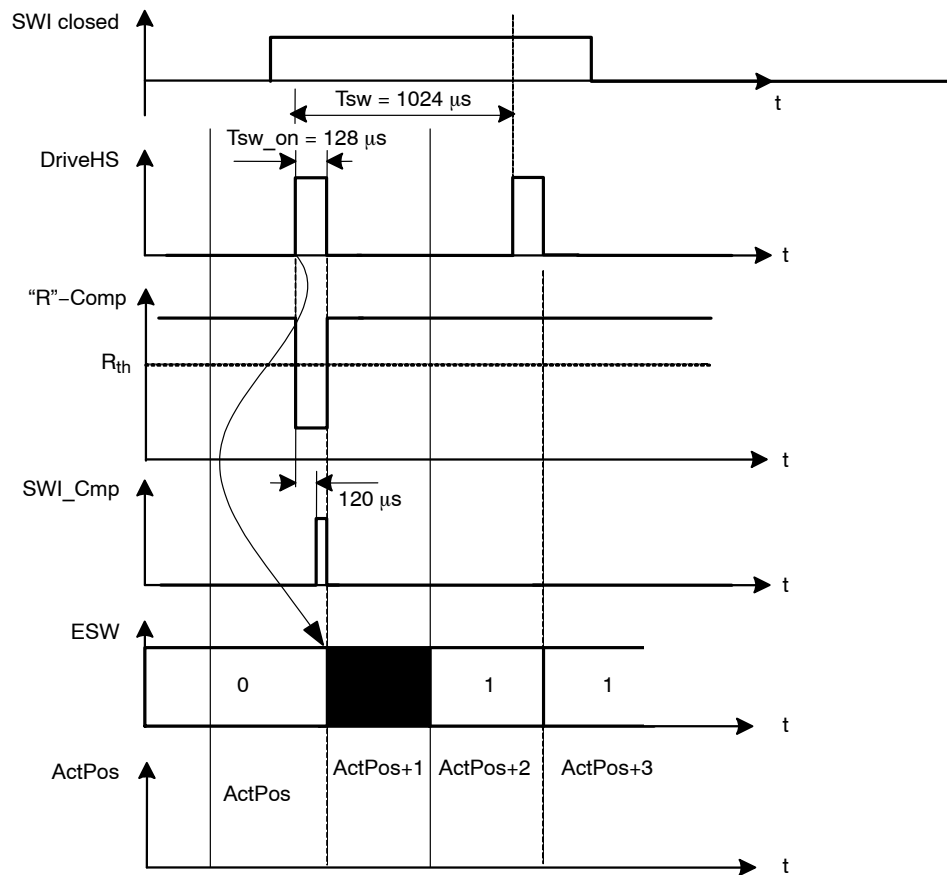 SWI closed
t
Tsw = 1024 μs
Tsw_on = 128 μs
DriveHS
t
“R”−Comp
Rth
t
SWI_Cmp
120 μs
t
ESW
0
1
1
t
ActPos
ActPos
ActPos+1
ActPos+2
ActPos+3
t